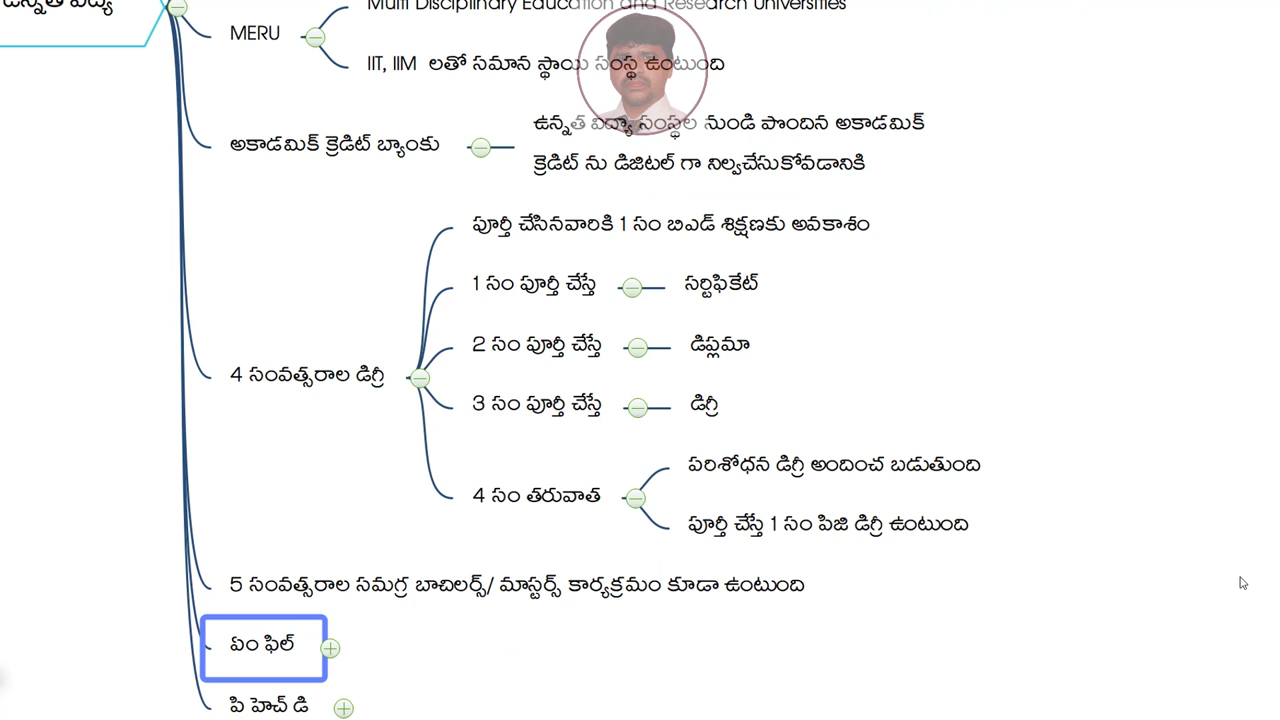 ఉన్నత విద్య
Multi Disciplinary Education and Research Universities
MERU
IIT, IIM లతో సమాన స్థాయి సంస్థ ఉంటుంది
ఉన్నత విద్యా సంస్థల నుండి పొందిన అకాడమిక్
అకాడమిక్ క్రెడిట్ బ్యాంకు
క్రెడిట్ ను డిజిటల్ గా నిల్వచేసుకోవడానికి
పూర్తీ చేసినవారికి 1 సం బిఎడ్ శిక్షణకు అవకాశం
1 సం పూర్తీ చేస్తే
సర్టిఫికేట్
2 సం పూర్తీ చేస్తే
డిప్లమా
4 సంవత్సరాల డిగ్రీ
3 సం పూర్తీ చేస్తే
డిగ్రీ
పరిశోధన డిగ్రీ అందించ బడుతుంది
4 సం తరువాత
పూర్తీ చేస్తే 1 సం పిజి డిగ్రీ ఉంటుంది
5 సంవత్సరాల సమగ్ర బాచిలర్స్/ మాస్టర్స్ కార్యక్రమం కూడా ఉంటుంది
ఏం ఫిల్
పి హెచ్ డి